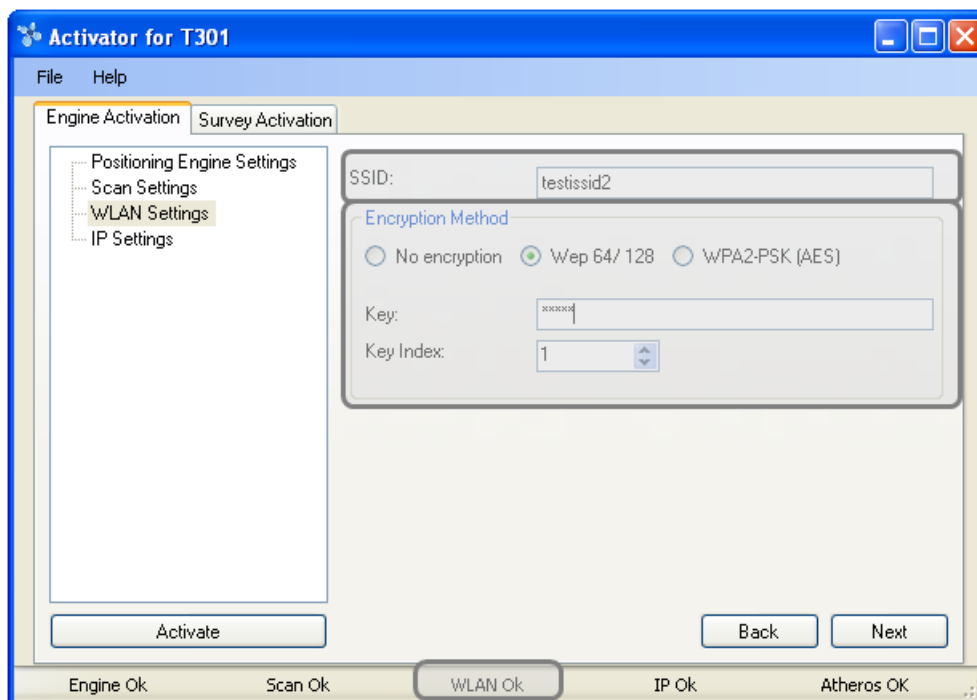 Activator for T301
File Help
Engine Activation Survey Activation
Positioning Engine Settings
Scan Settings
WLAN Settings
IP Settings
SSID: testissid2
Encryption Method
No encryption Wep 64/ 128 WPA2-PSK (AES)
Key: *****
Key Index: 1
Activate Back Next
Engine Ok Scan Ok WLAN Ok IP Ok Atheros OK